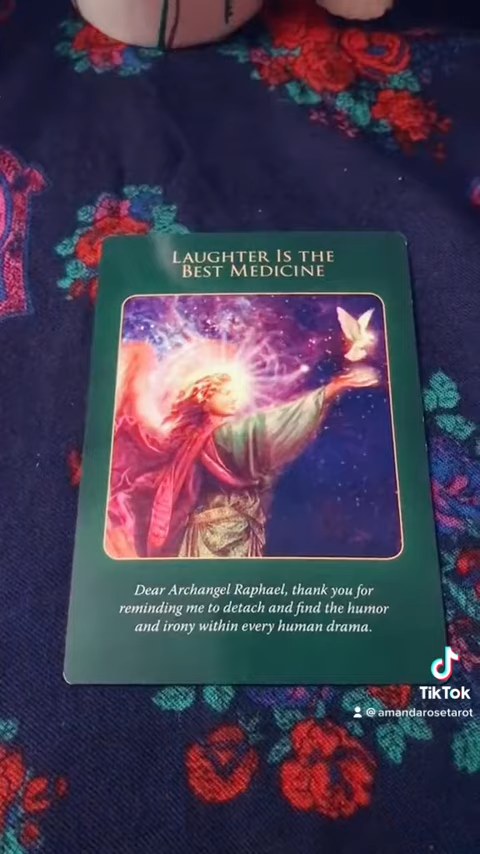 LAUGHTER IS THE
BEST MEDICINE
Dear Archangel Raphael, thank you for
reminding me to detach and find the humor
and irony within every human drama.
TikTok
@amandarosetarot